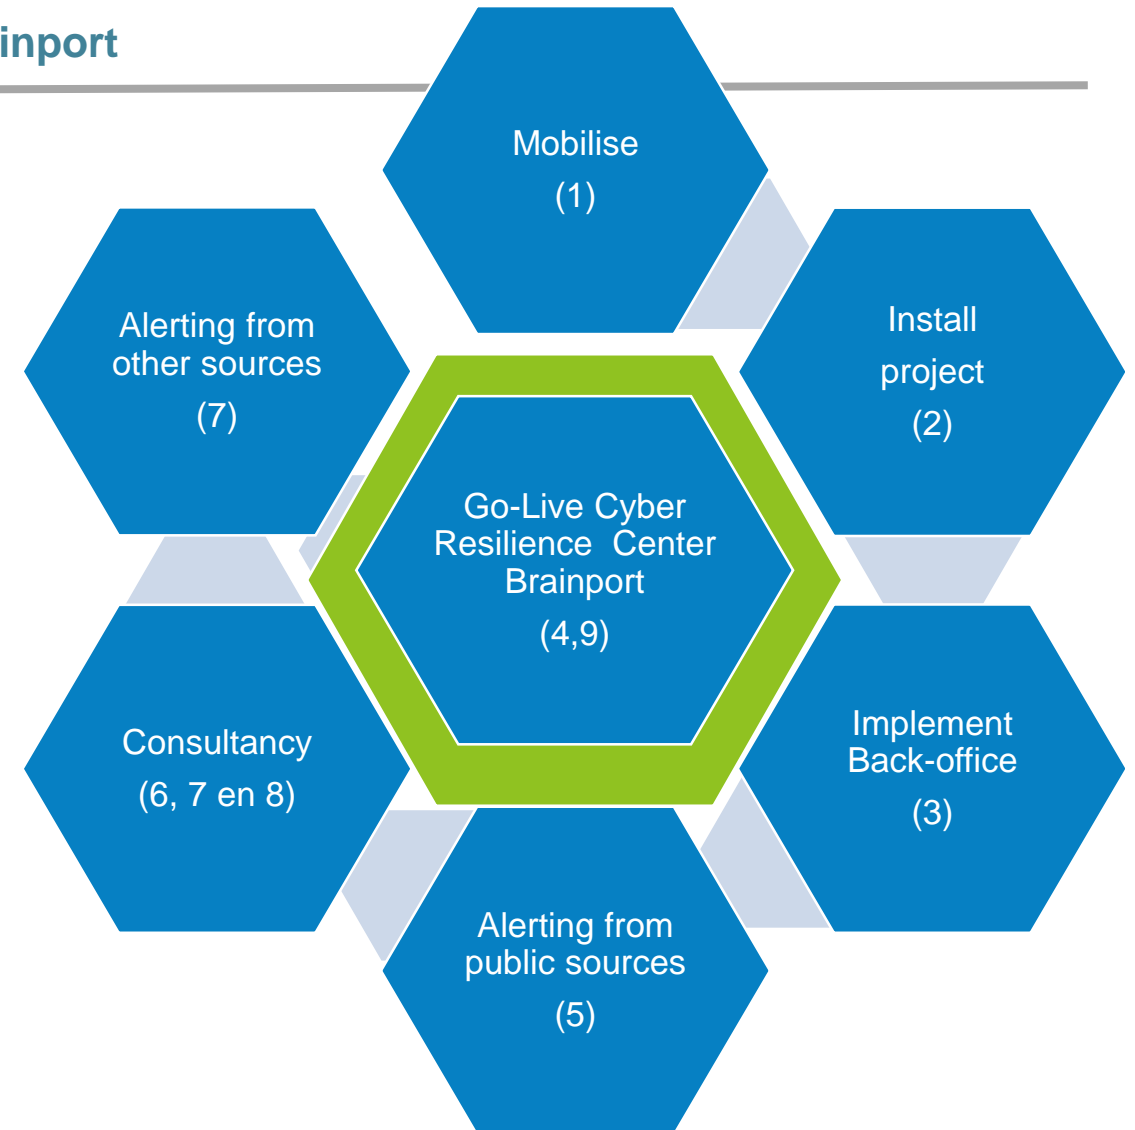 inport
Mobilise
(1)
Install
project
(2)
Alerting from
other sources
(7)
Go-Live Cyber
Resilience Center
Brainport
(4,9)
Implement
Back-office
(3)
Consultancy
(6, 7 en 8)
Alerting from
public sources
(5)